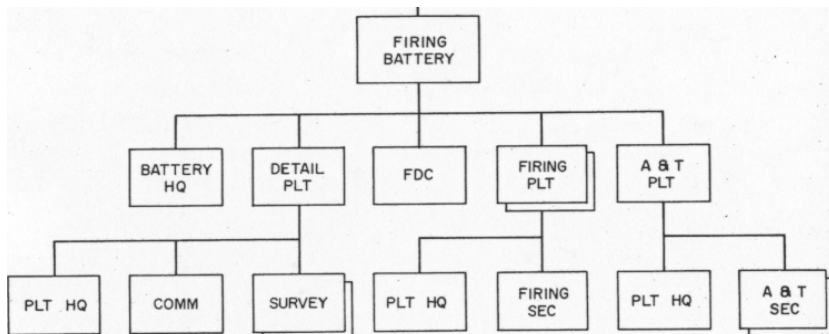 FIRING
BATTERY
BATTERY
HQ
DETAIL
PLT
FDC
FIRING
PLT
A & T
PLT
PLT HQ
COMM
SURVEY
PLT HQ
FIRING
SEC
PLT HQ
A & T
SEC